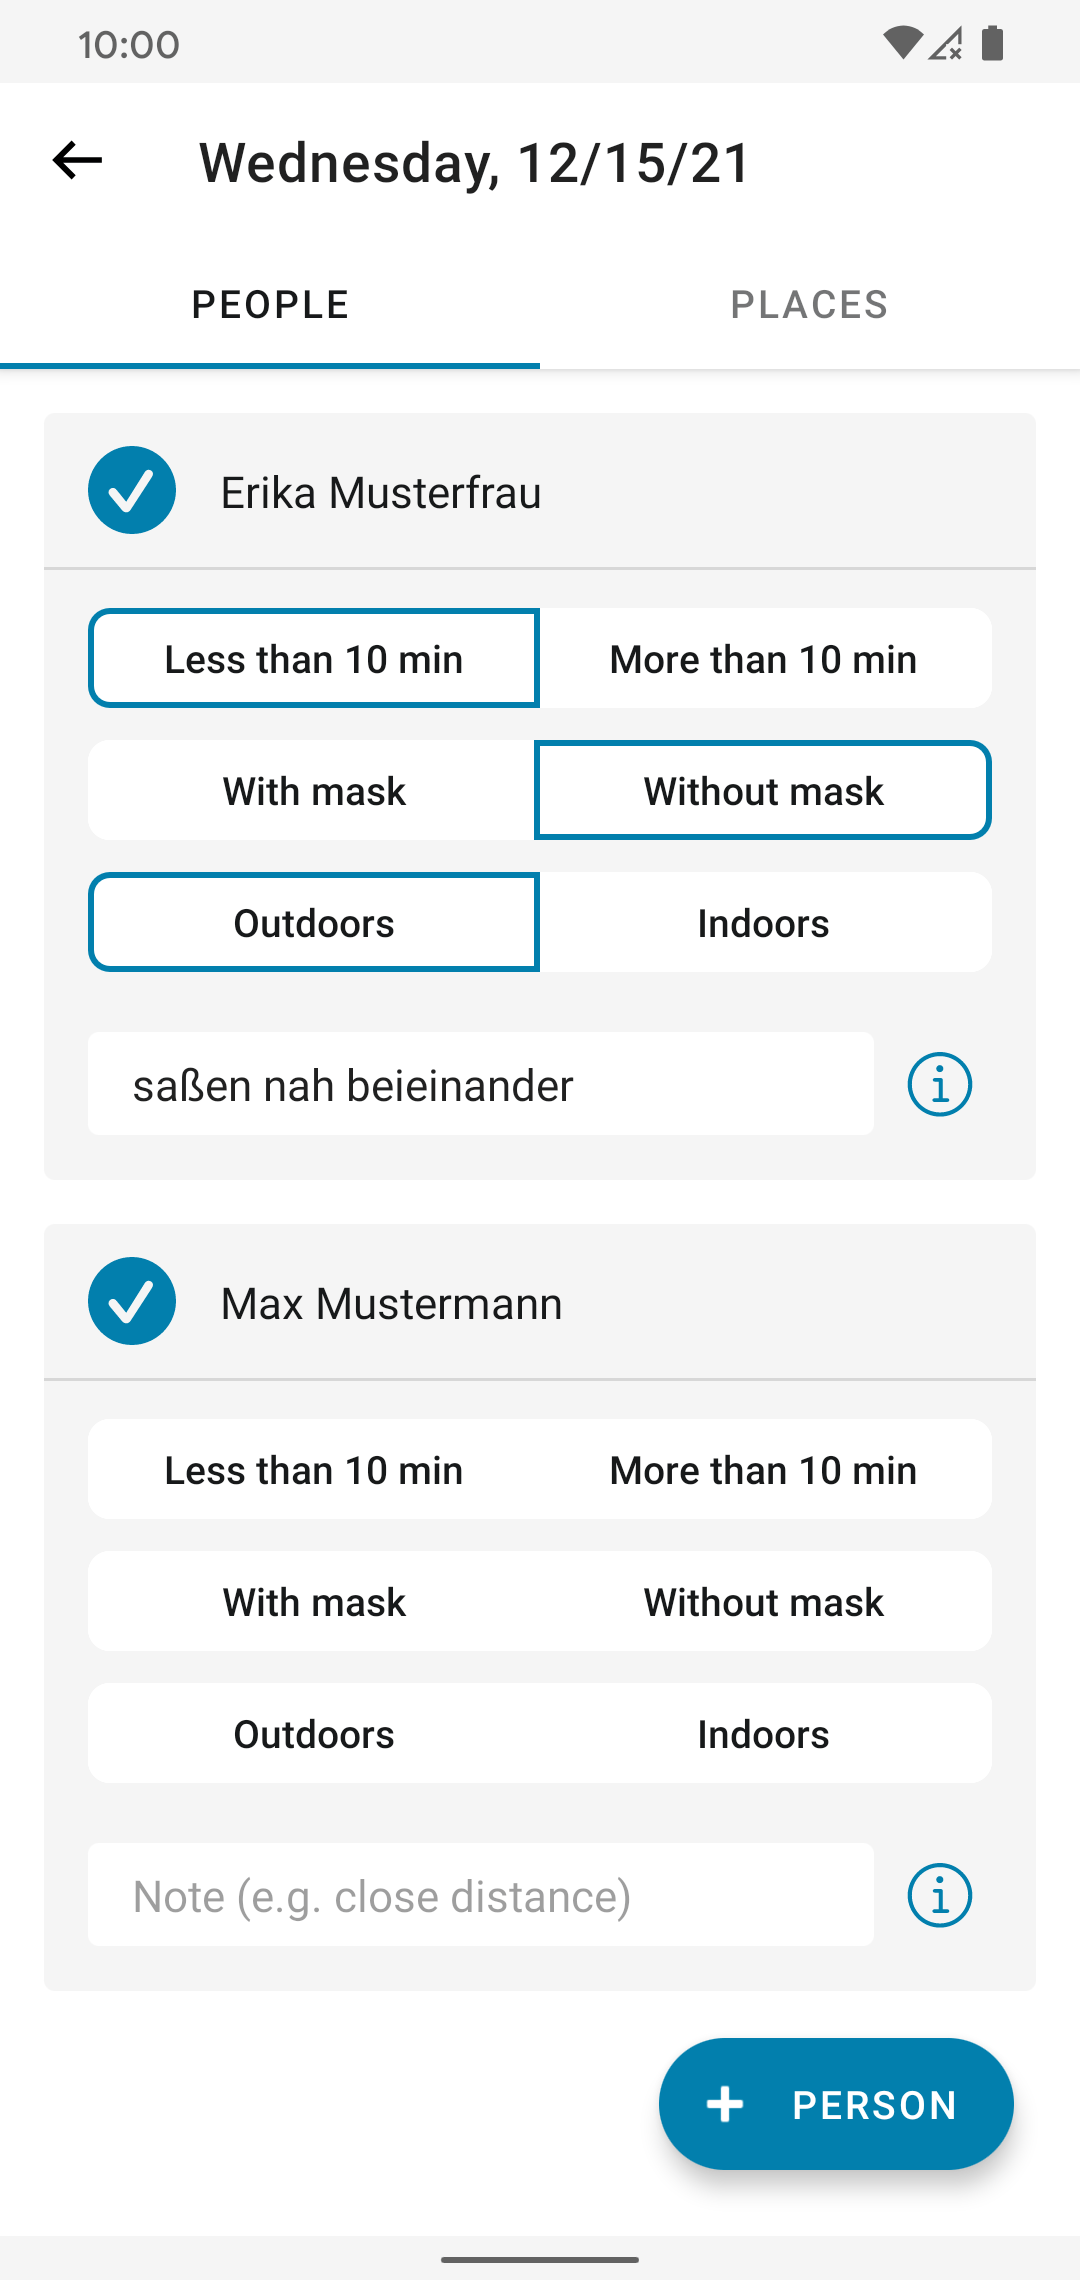 10:00
Wednesday, 12/15/21
PEOPLE PLACES
Erika Musterfrau
Less than 10 min More than 10 min
With mask Without mask
Outdoors Indoors
saßen nah beieinander
Max Mustermann
Less than 10 min More than 10 min
With mask Without mask
Outdoors Indoors
Note (e.g. close distance)
+ PERSON